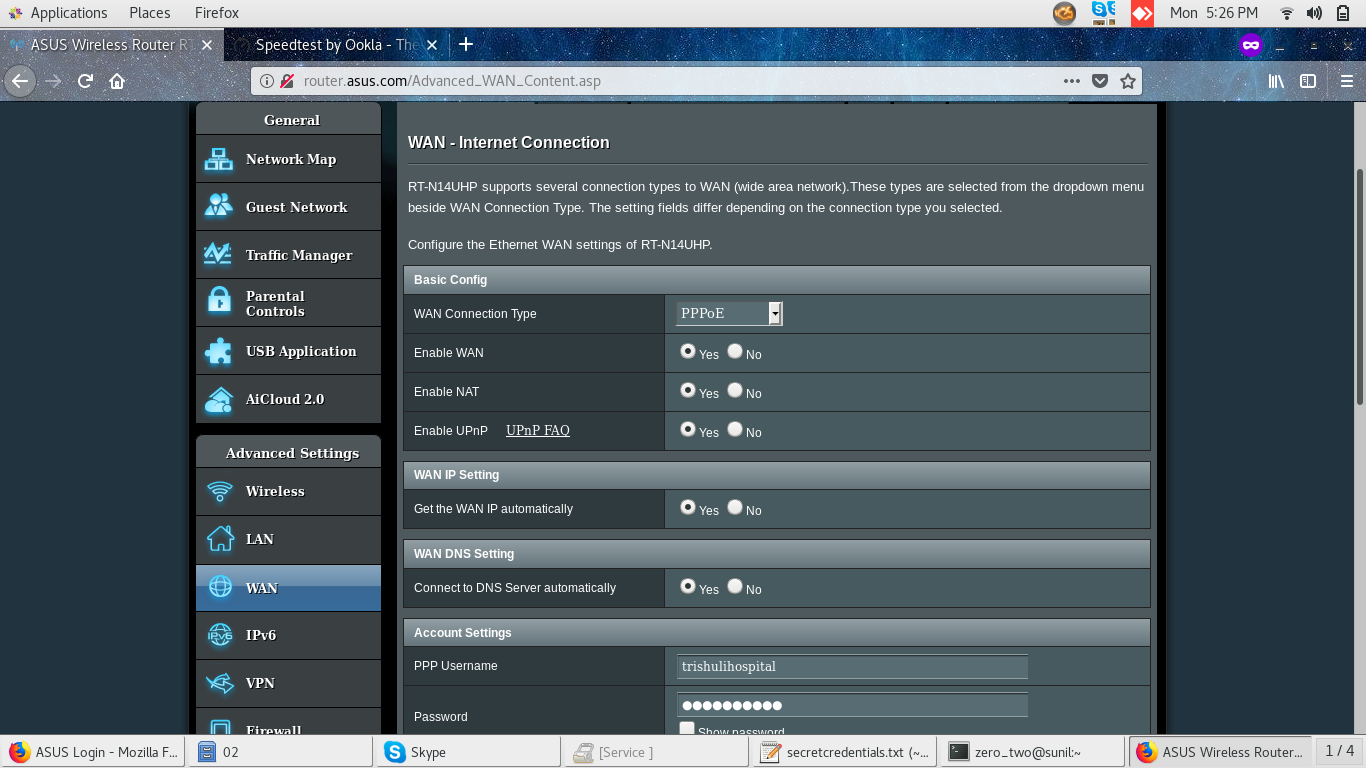 Applications Places Firefox Mon 5:26 PM
ASUS Wireless Router RT
Speedtest by Ookla - The
router.asus.com/Advanced_WAN_Content.asp
General
Network Map
Guest Network
Traffic Manager
Parental
Controls
USB Application
AiCloud 2.0
Advanced Settings
Wireless
LAN
WAN
IPv6
VPN
Firewall
WAN - Internet Connection
RT-N14UHP supports several connection types to WAN (wide area network).These types are selected from the dropdown menu
beside WAN Connection Type. The setting fields differ depending on the connection type you selected.
Configure the Ethernet WAN settings of RT-N14UHP.
Basic Config
WAN Connection Type PPPoE
Enable WAN Yes No
Enable NAT Yes No
Enable UPnP UPnP FAQ Yes No
WAN IP Setting
Get the WAN IP automatically Yes No
WAN DNS Setting
Connect to DNS Server automatically Yes No
Account Settings
PPP Username trishulihospital
Password ●●●●●●●●●●
Show password
ASUS Login - Mozilla F...
02
Skype
[Service ]
secretcredentials.txt (~...
zero_two@sunil:~
ASUS Wireless Router...
1 / 4